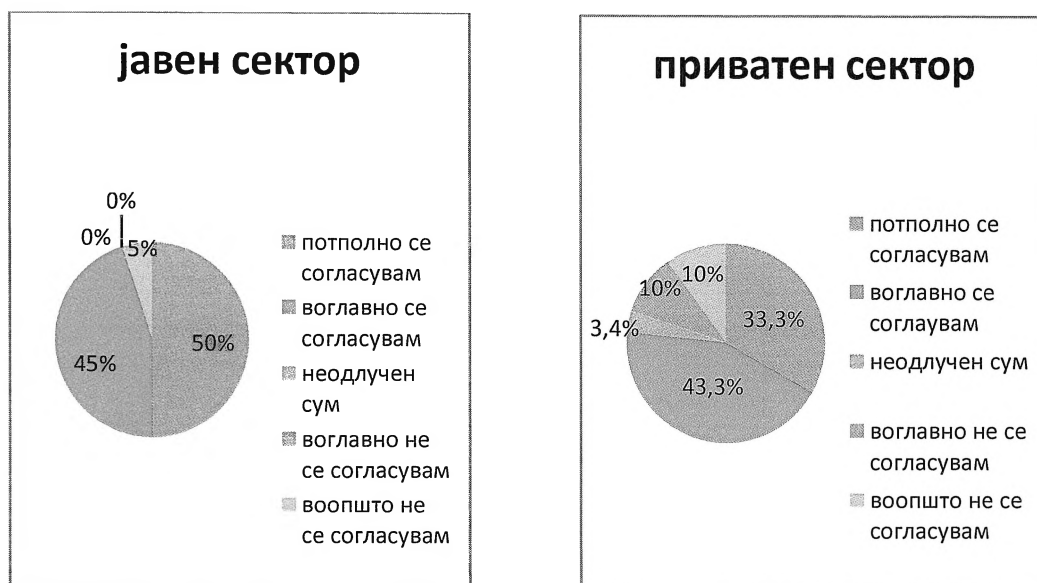 јавен сектор
0%
0%
5%
50%
45%
потполно се
согласувам
воглавно се
согласувам
неодлучен
сум
воглавно не
се согласувам
воопшто не
се согласувам
приватен сектор
10%
10%
3,4%
33,3%
43,3%
потполно се
согласувам
воглавно се
соглаувам
неодлучен сум
воглавно не се
согласувам
воопшто не се
согласувам